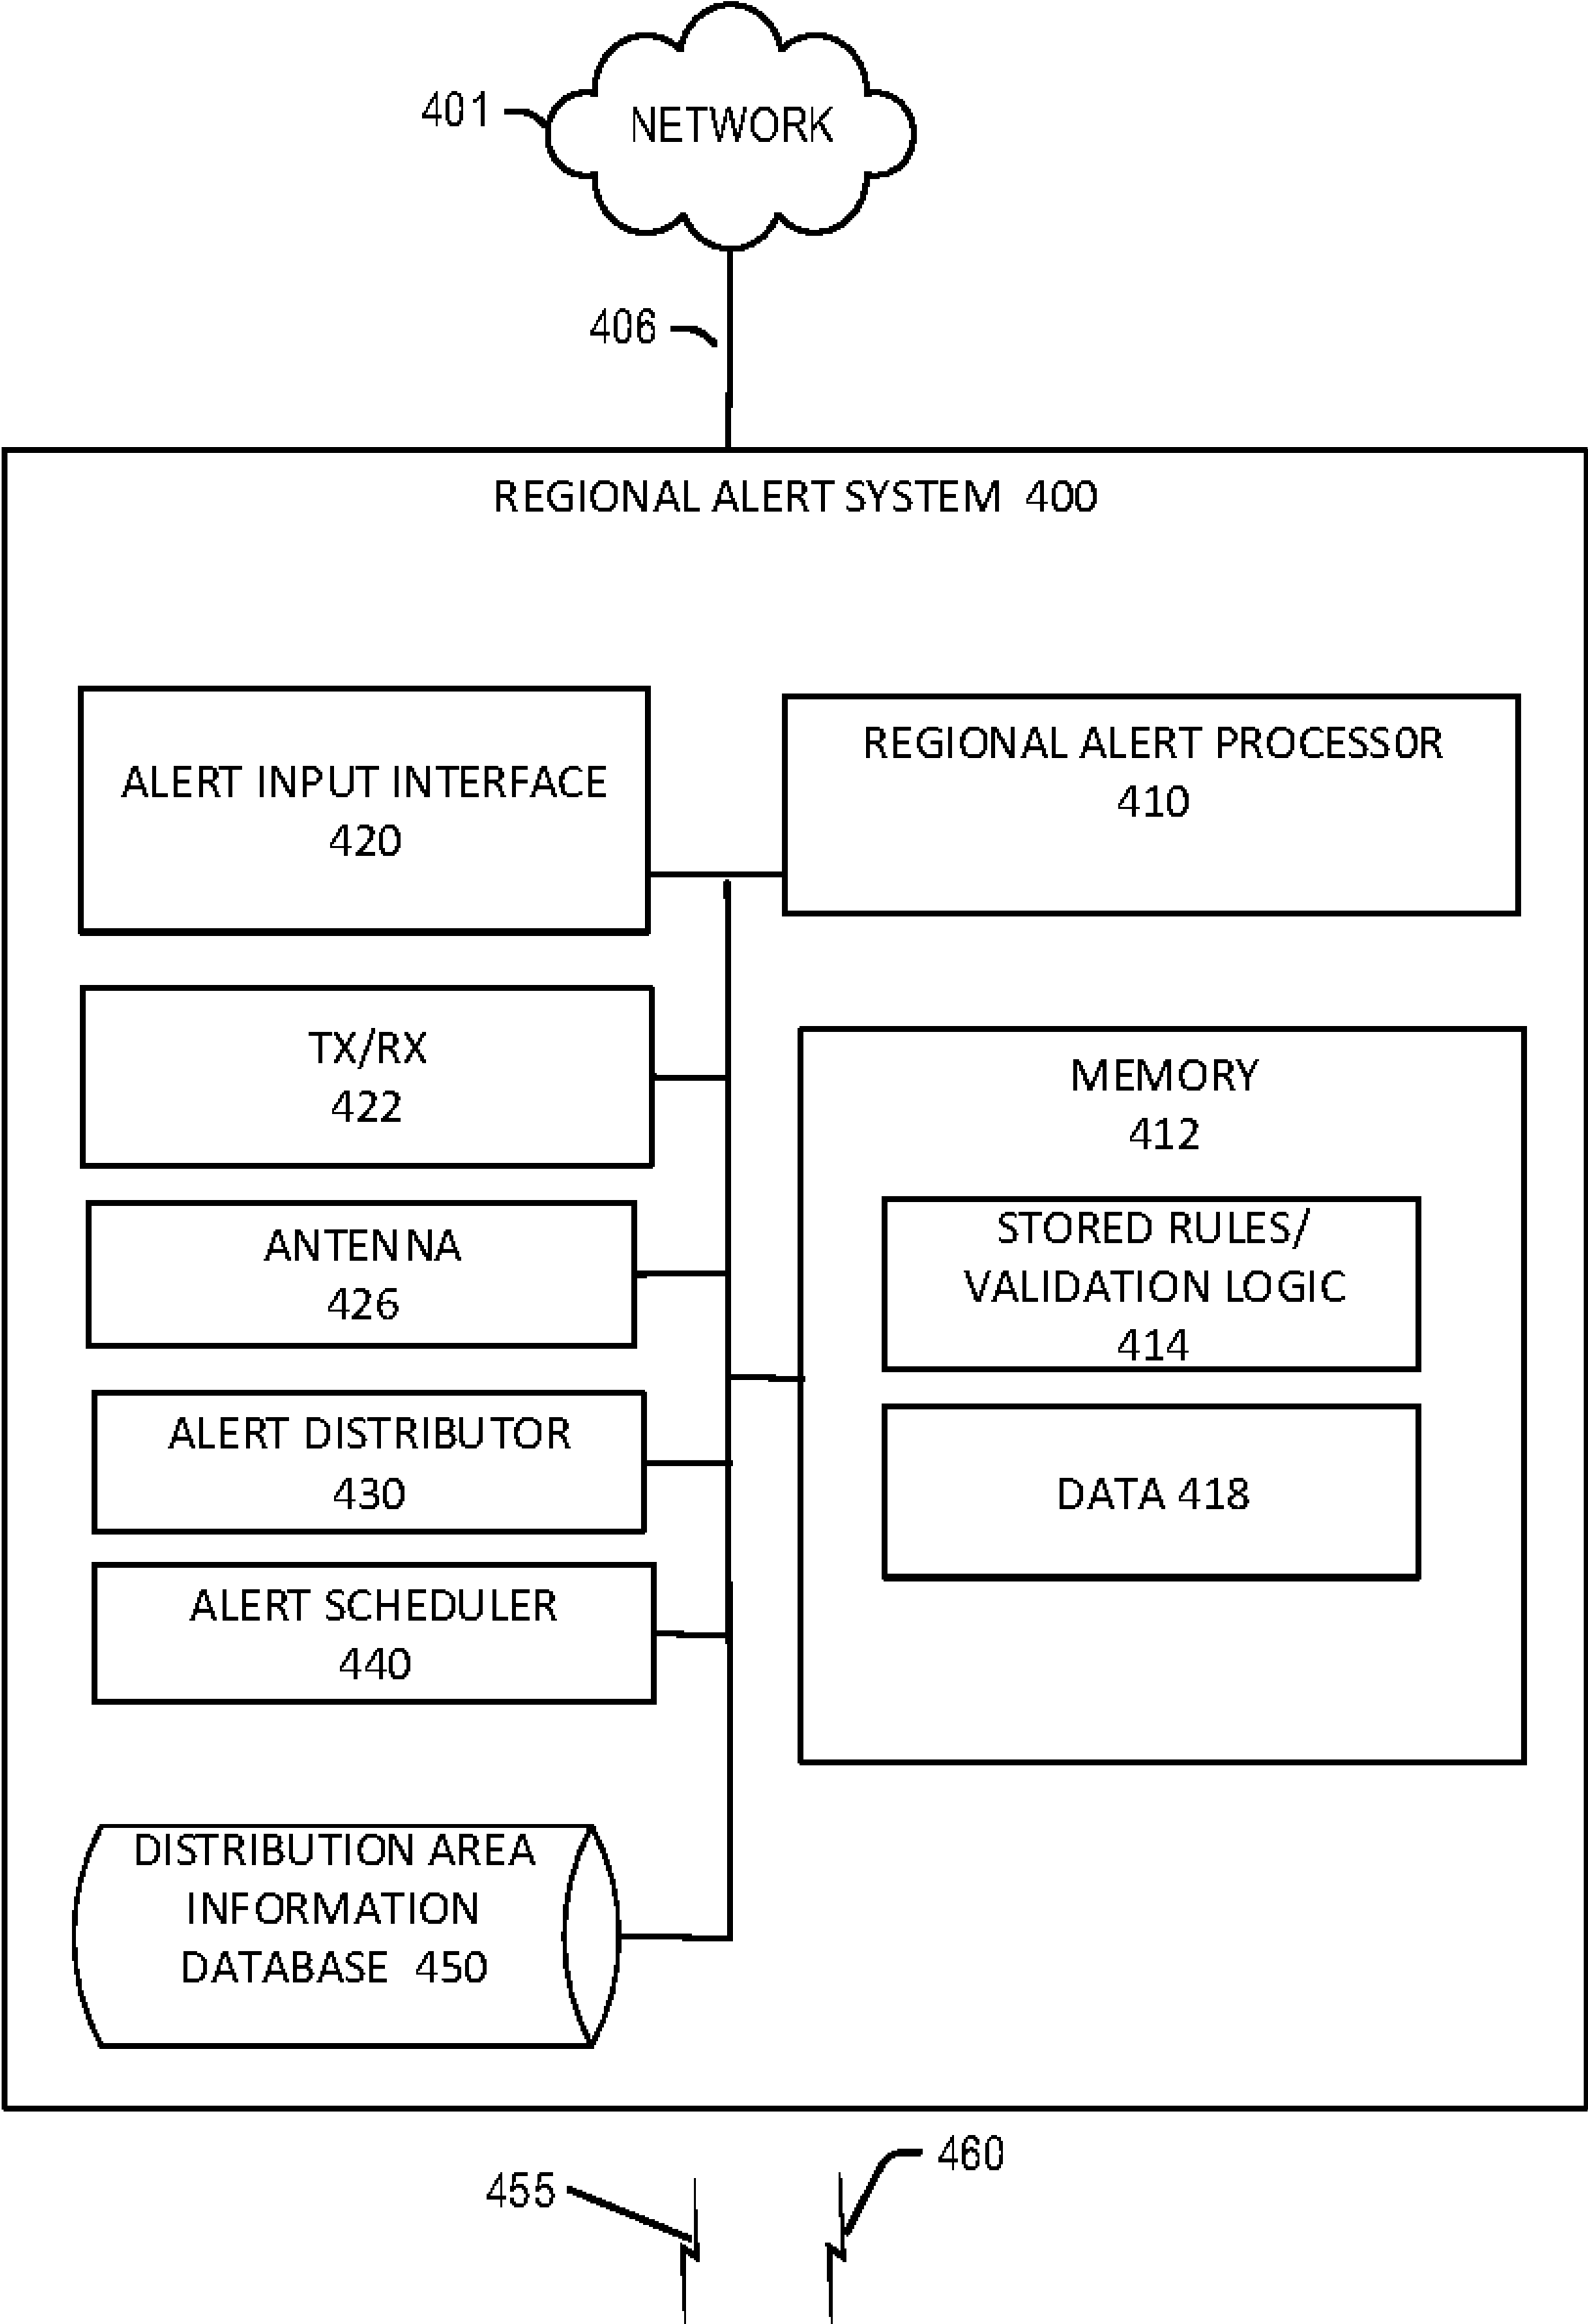 401
NETWORK
406
REGIONAL ALERT SYSTEM 400
ALERT INPUT INTERFACE
420
REGIONAL ALERT PROCESSOR
410
TX/RX
422
MEMORY
412
STORED RULES/
VALIDATION LOGIC
414
ANTENNA
426
ALERT DISTRIBUTOR
430
DATA 418
ALERT SCHEDULER
440
DISTRIBUTION AREA
INFORMATION
DATABASE 450
455
460